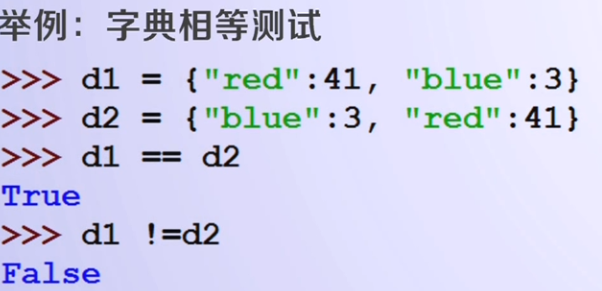 举例：字典相等测试
>>> d1 = {"red":41, "blue":3}
>>> d2 = {"blue":3, "red":41}
>>> d1 == d2
True
>>> d1 !=d2
False